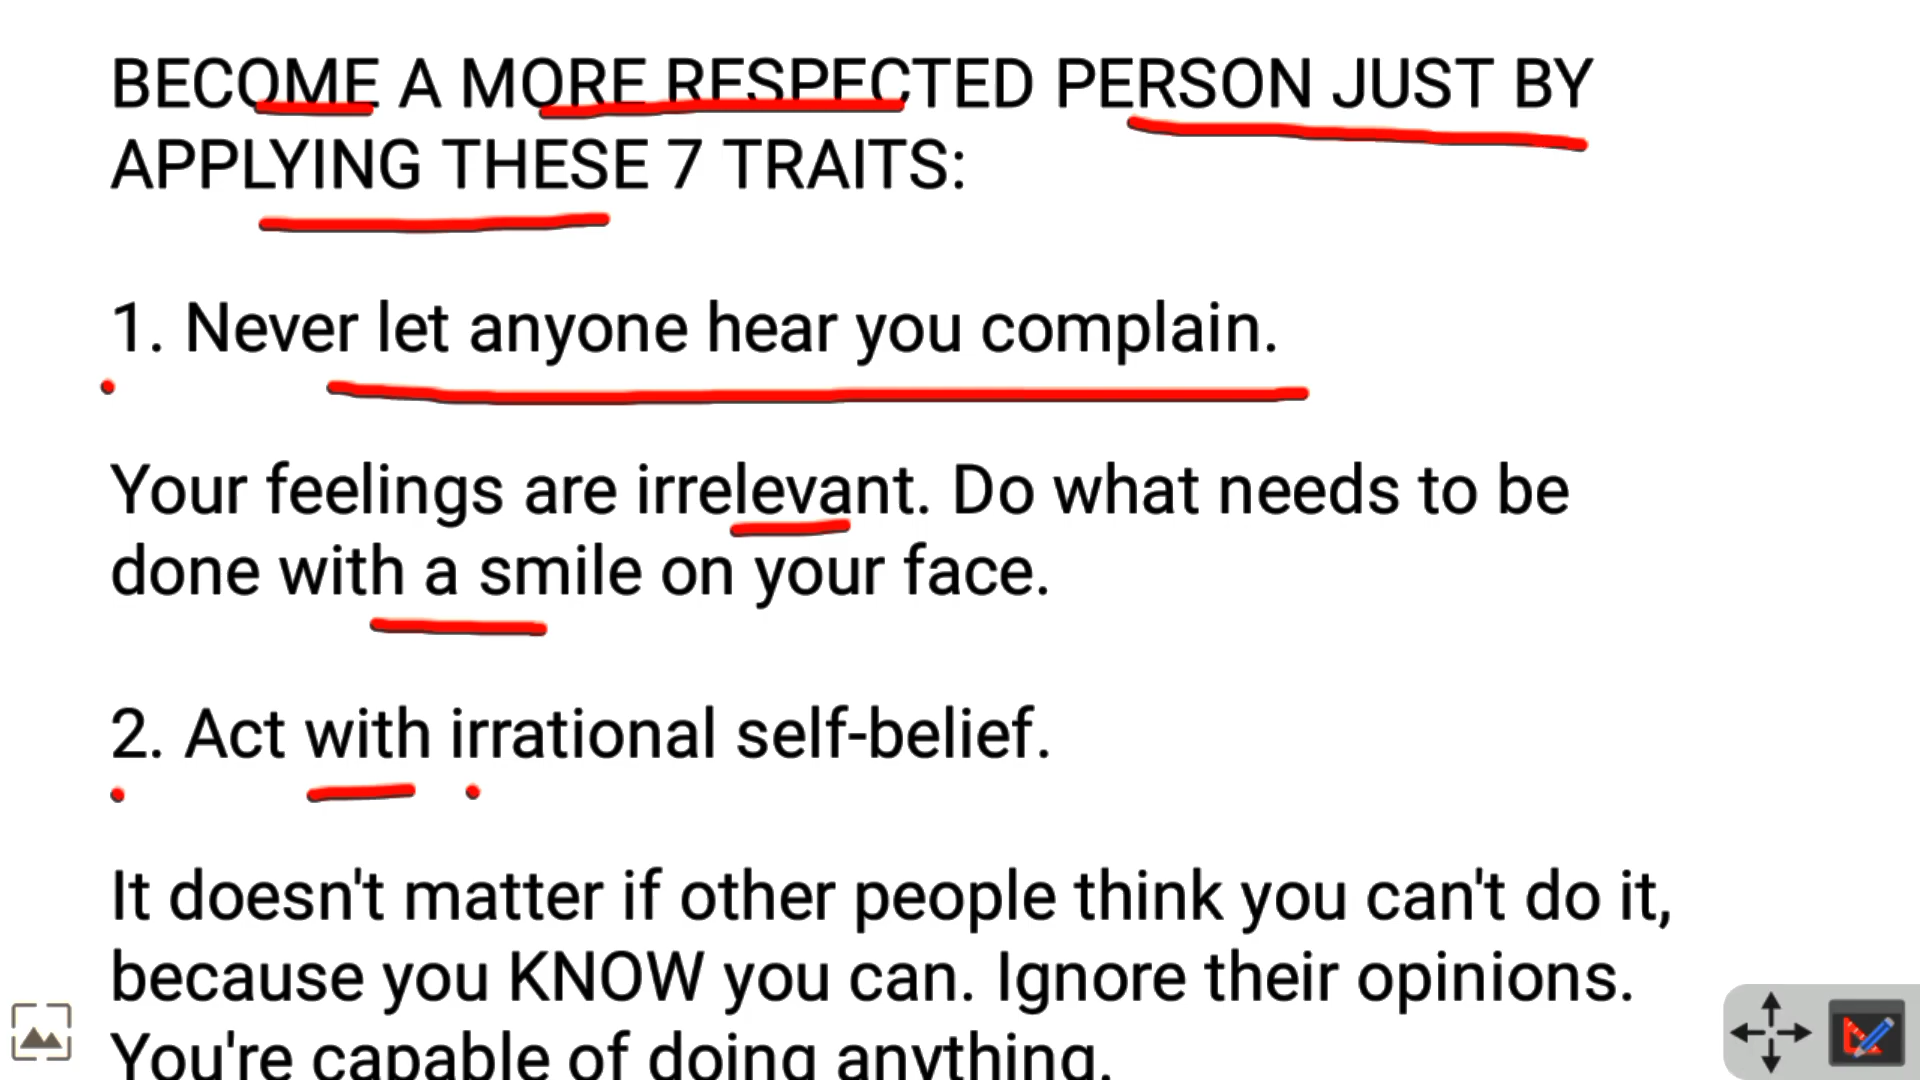 BECOME A MORE RESPECTED PERSON JUST BY
APPLYING THESE 7 TRAITS:
1. Never let anyone hear you complain.
Your feelings are irrelevant. Do what needs to be
done with a smile on your face.
2. Act with irrational self-belief.
It doesn't matter if other people think you can't do it,
because you KNOW you can. Ignore their opinions.
You're capable of doing anything.